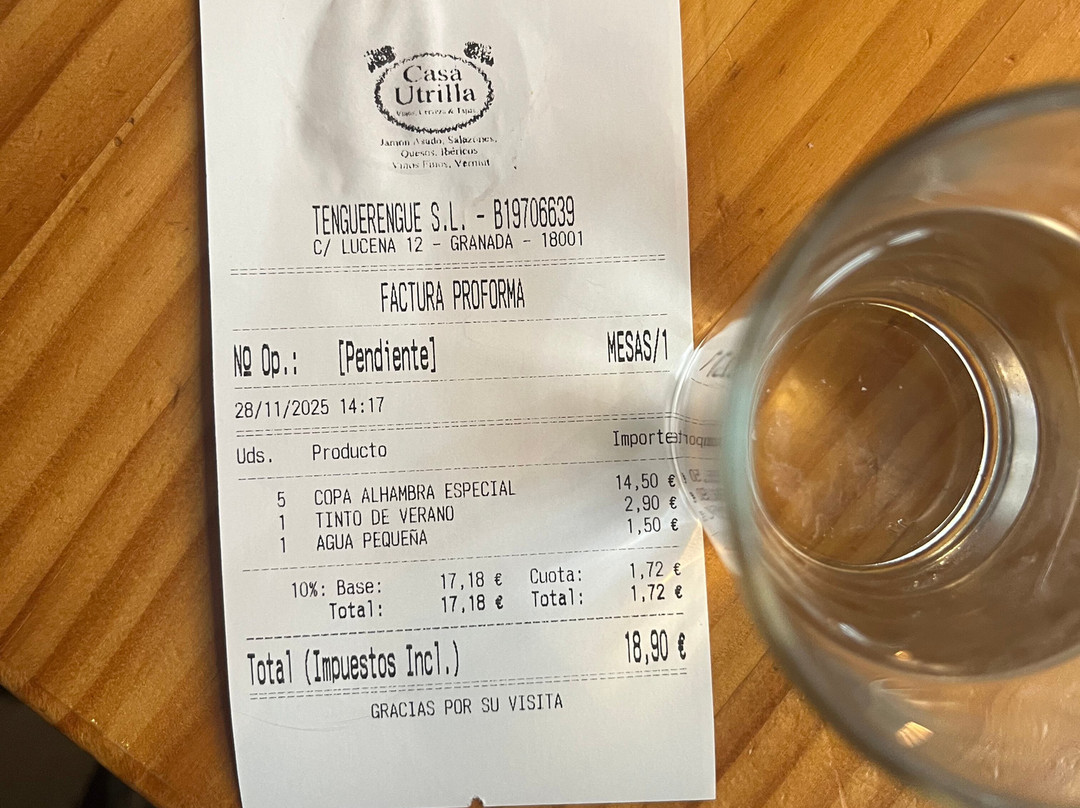 Casa
Utrilla
Jamón Asado, Salazones,
Quesos, Ibéricos
Vinos Finos, Vermut
TENGUERENGUE S.L. - B19706639
C/ LUCENA 12 - GRANADA - 18001
FACTURA PROFORMA
Nº Op.: [Pendiente] MESAS/1
28/11/2025 14:17
Uds. Producto Importe
5 COPA ALHAMBRA ESPECIAL 14,50 €
1 TINTO DE VERANO 2,90 €
1 AGUA PEQUEÑA 1,50 €
10%: Base: 17,18 € Cuota: 1,72 €
Total: 17,18 € Total: 1,72 €
Total (Impuestos Incl.) 18,90 €
GRACIAS POR SU VISITA